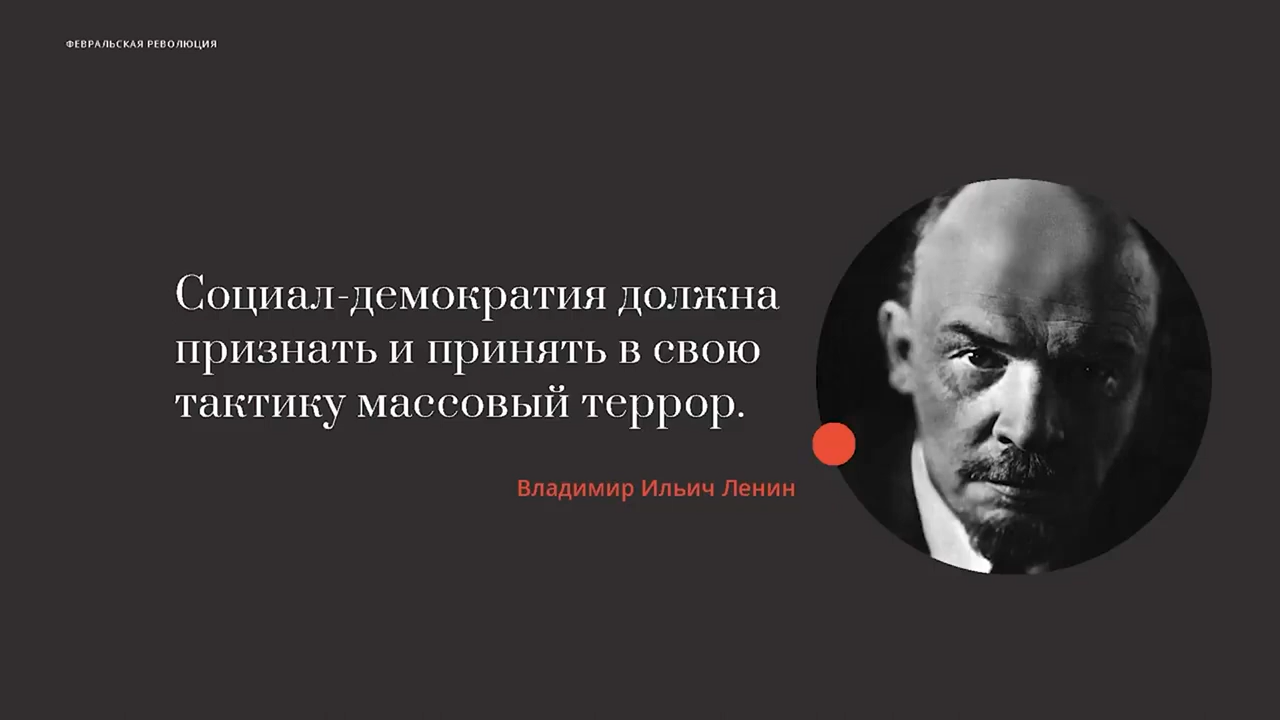 ФЕВРАЛЬСКАЯ РЕВОЛЮЦИЯ
Социал-демократия должна
признать и принять в свою
тактику массовый террор.
Владимир Ильич Ленин